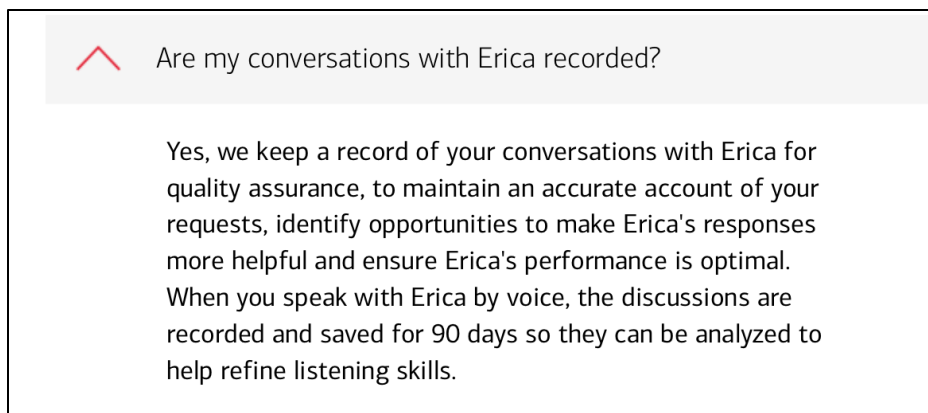 Are my conversations with Erica recorded?
Yes, we keep a record of your conversations with Erica for
quality assurance, to maintain an accurate account of your
requests, identify opportunities to make Erica's responses
more helpful and ensure Erica's performance is optimal.
When you speak with Erica by voice, the discussions are
recorded and saved for 90 days so they can be analyzed to
help refine listening skills.